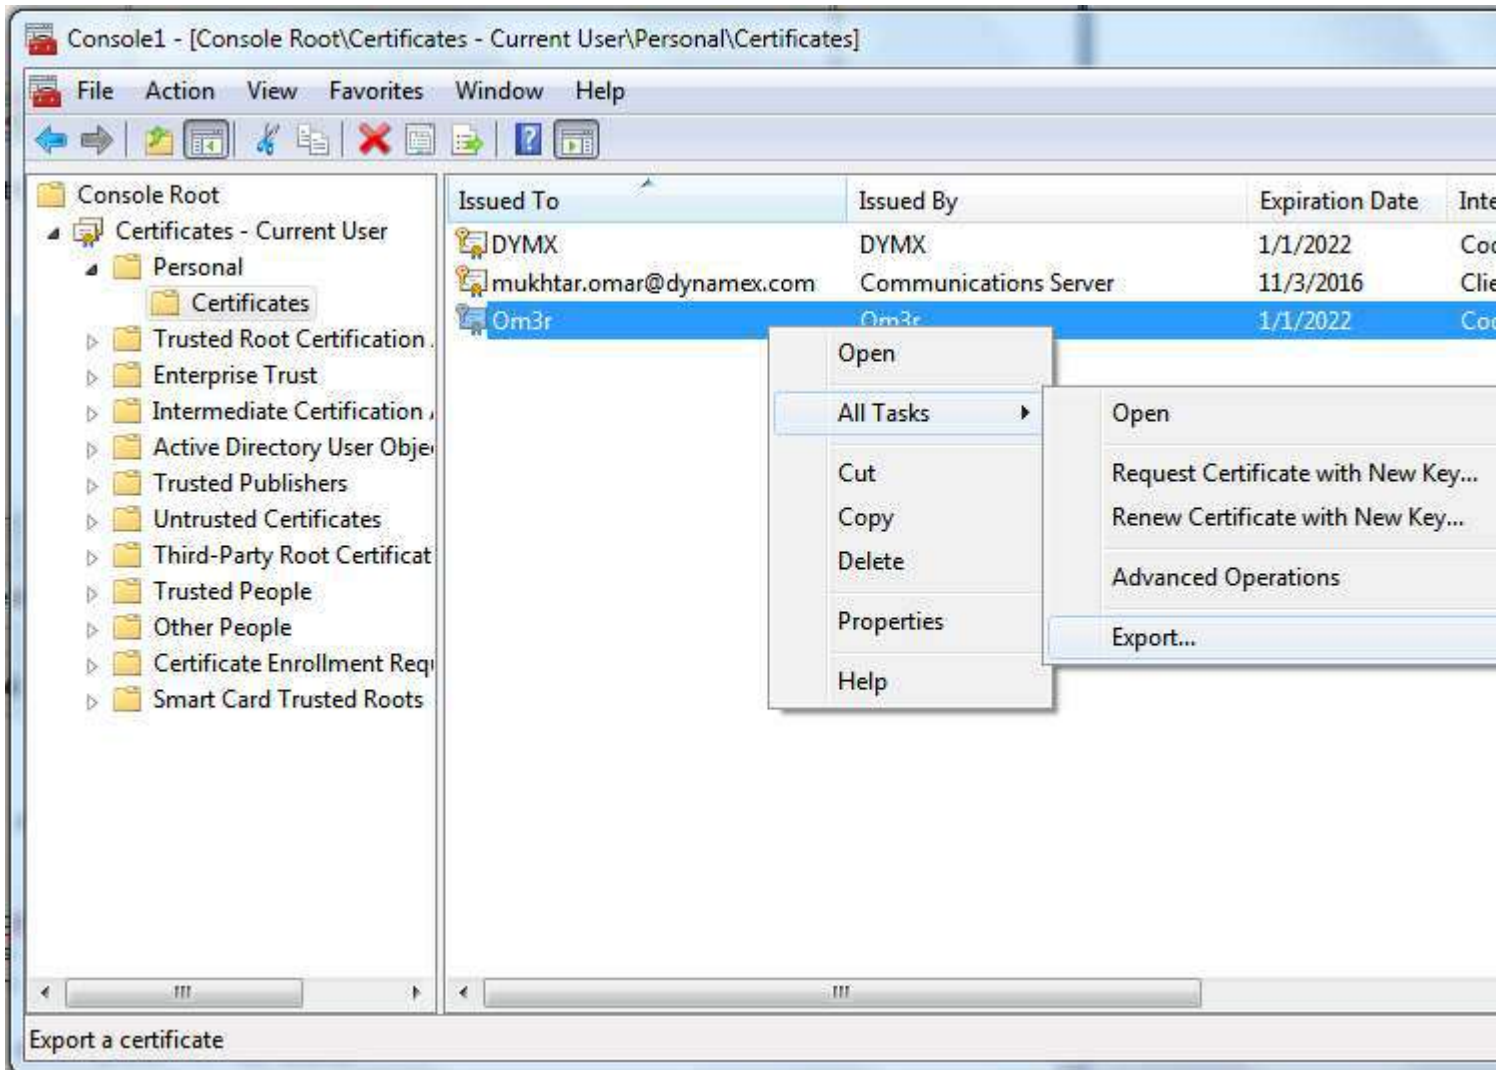 Console1 - [Console Root\Certificates - Current User\Personal\Certificates]
File Action View Favorites Window Help
Console Root
Certificates - Current User
Personal
Certificates
Trusted Root Certification
Enterprise Trust
Intermediate Certification
Active Directory User Obje
Trusted Publishers
Untrusted Certificates
Third-Party Root Certificat
Trusted People
Other People
Certificate Enrollment Requ
Smart Card Trusted Roots
Issued To Issued By Expiration Date Inte
DYMX DYMX 1/1/2022 Coc
mukhtar.omar@dynamex.com Communications Server 11/3/2016 Clie
Om3r Om3r 1/1/2022 Coc
Open
All Tasks
Cut
Copy
Delete
Properties
Help
Open
Request Certificate with New Key...
Renew Certificate with New Key...
Advanced Operations
Export...
Export a certificate